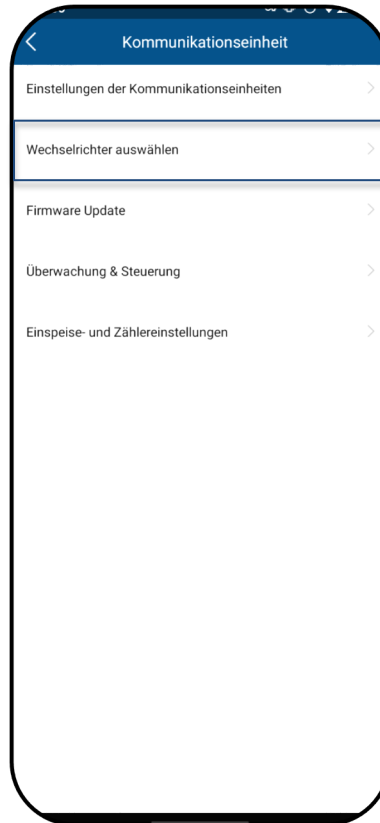 Kommunikationseinheit
Einstellungen der Kommunikationseinheiten
Wechselrichter auswählen
Firmware Update
Überwachung & Steuerung
Einspeise- und Zählereinstellungen